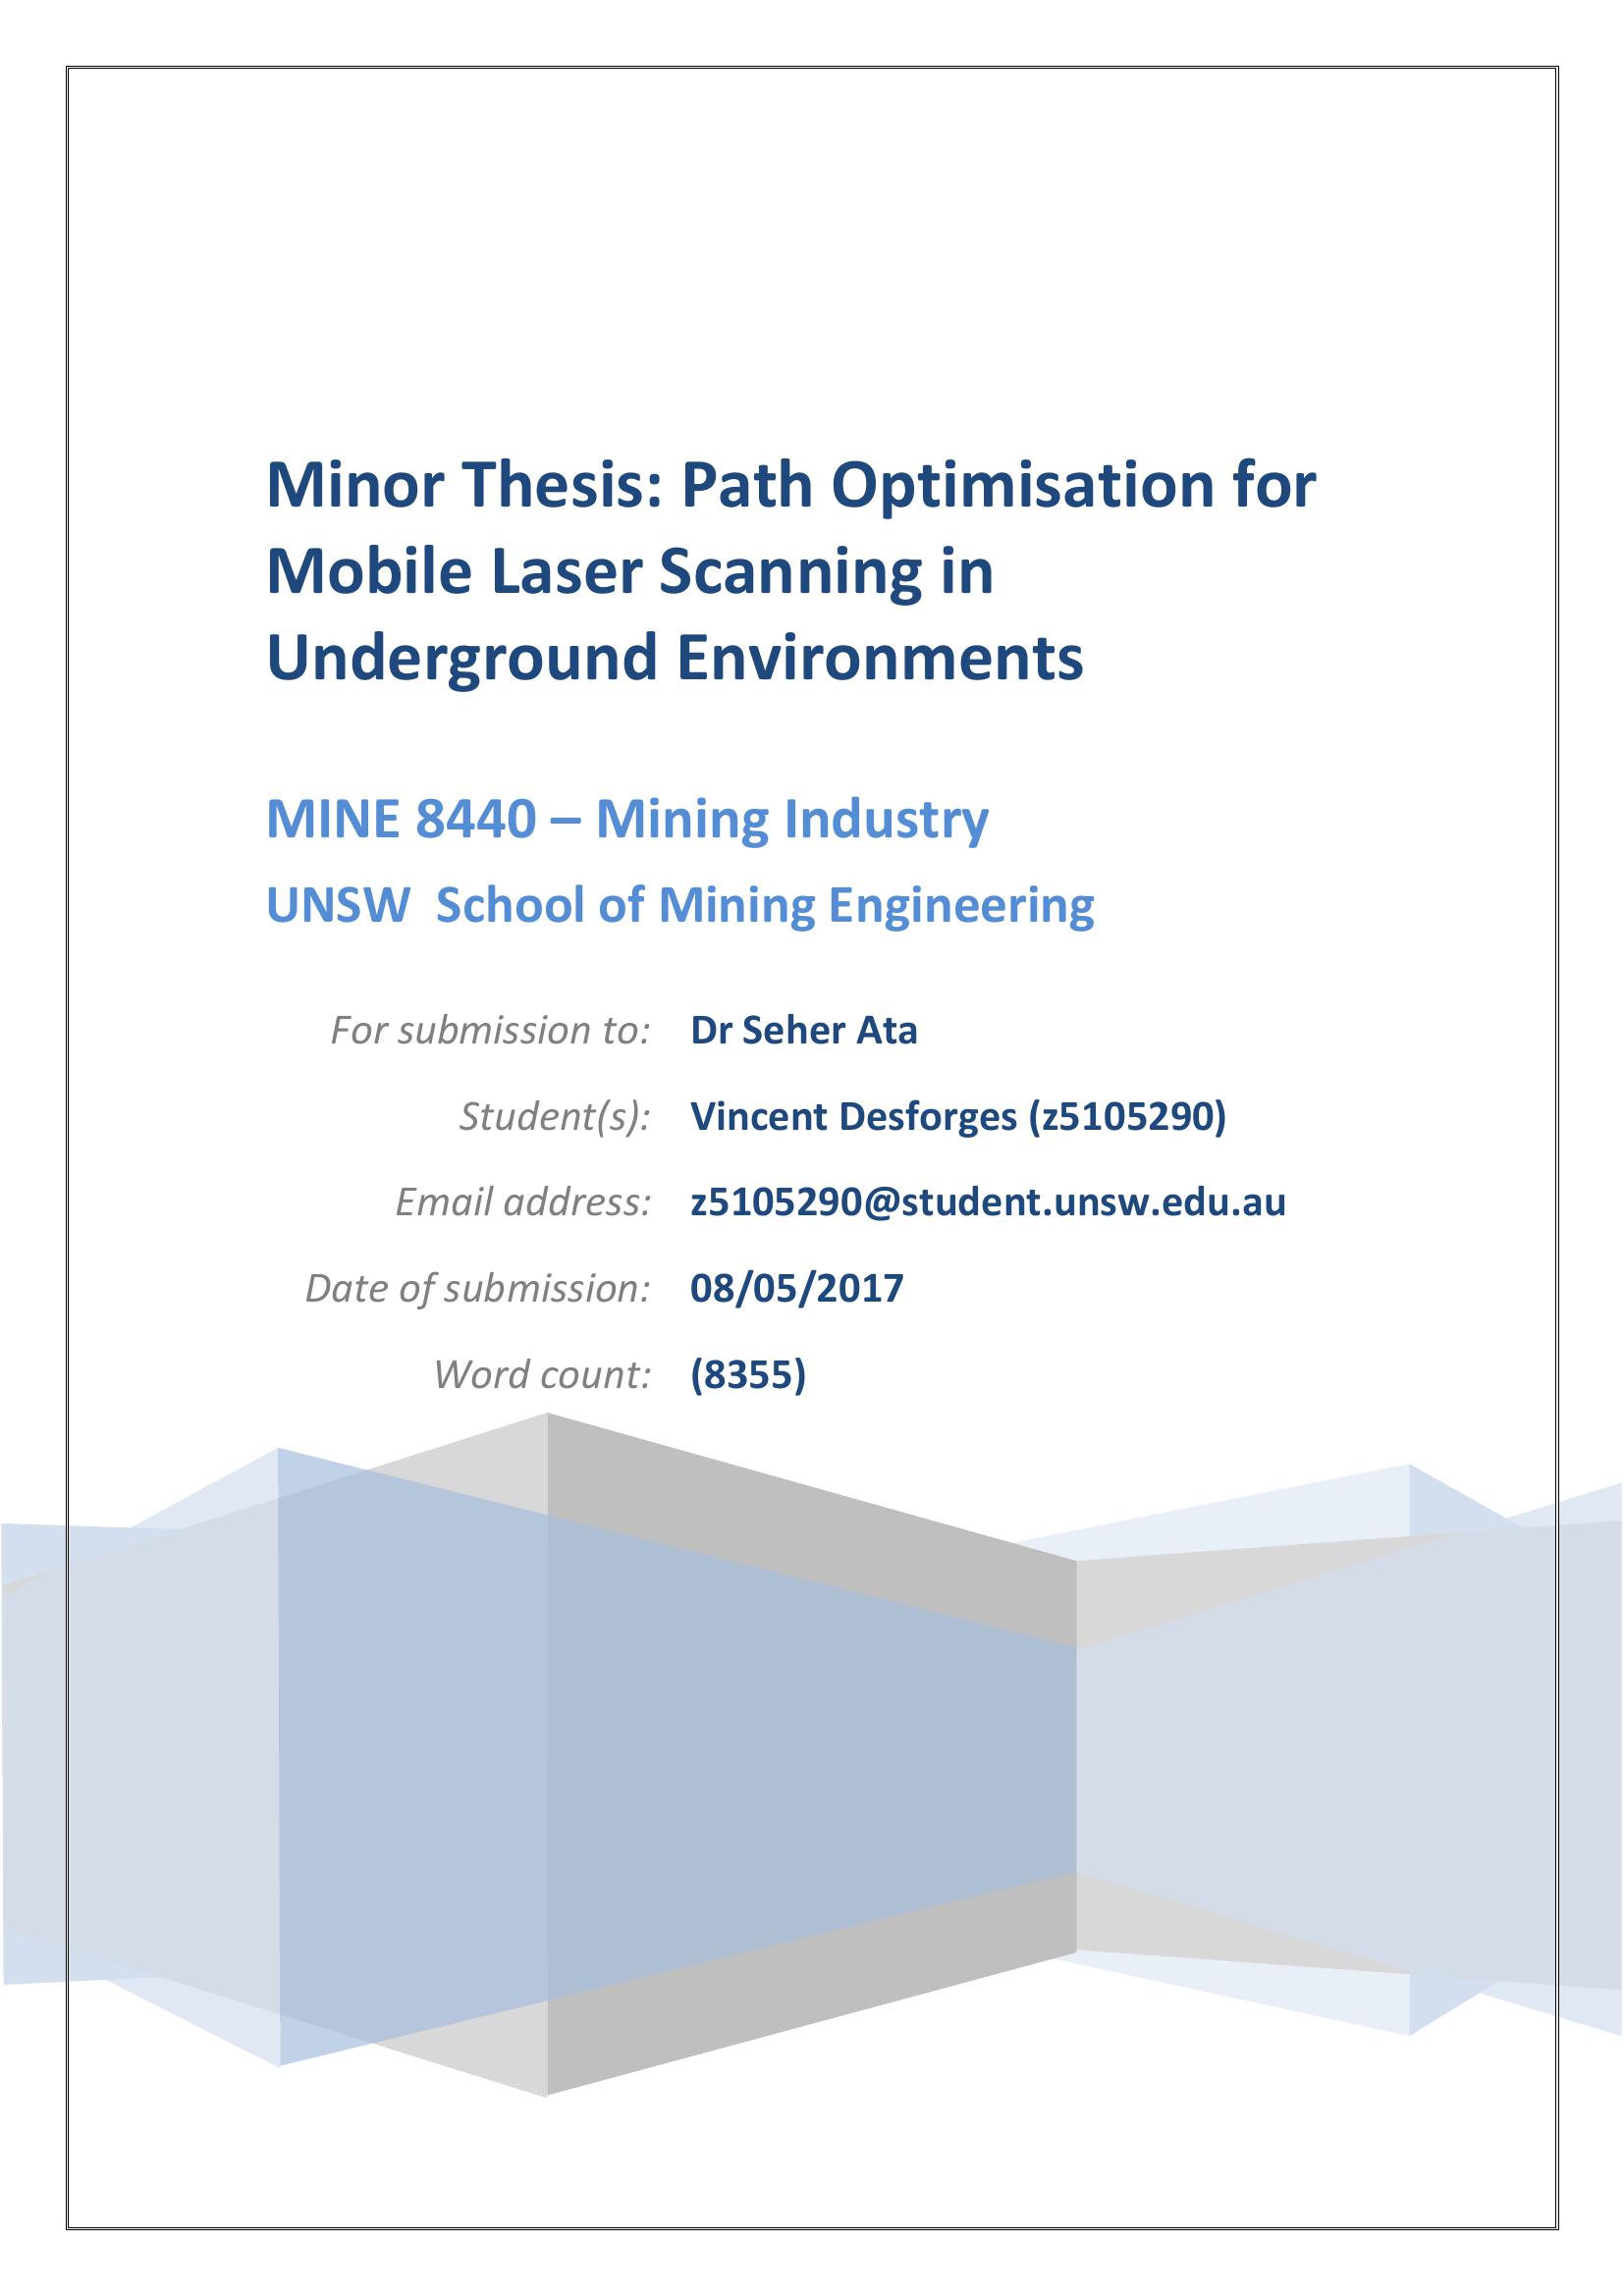 Minor Thesis: Path Optimisation for
Mobile Laser Scanning in
Underground Environments
MINE 8440 – Mining Industry
UNSW  School of Mining Engineering
For submission to: Dr Seher Ata
Student(s): Vincent Desforges (z5105290)
Email address: z5105290@student.unsw.edu.au
Date of submission: 08/05/2017
Word count: (8355)